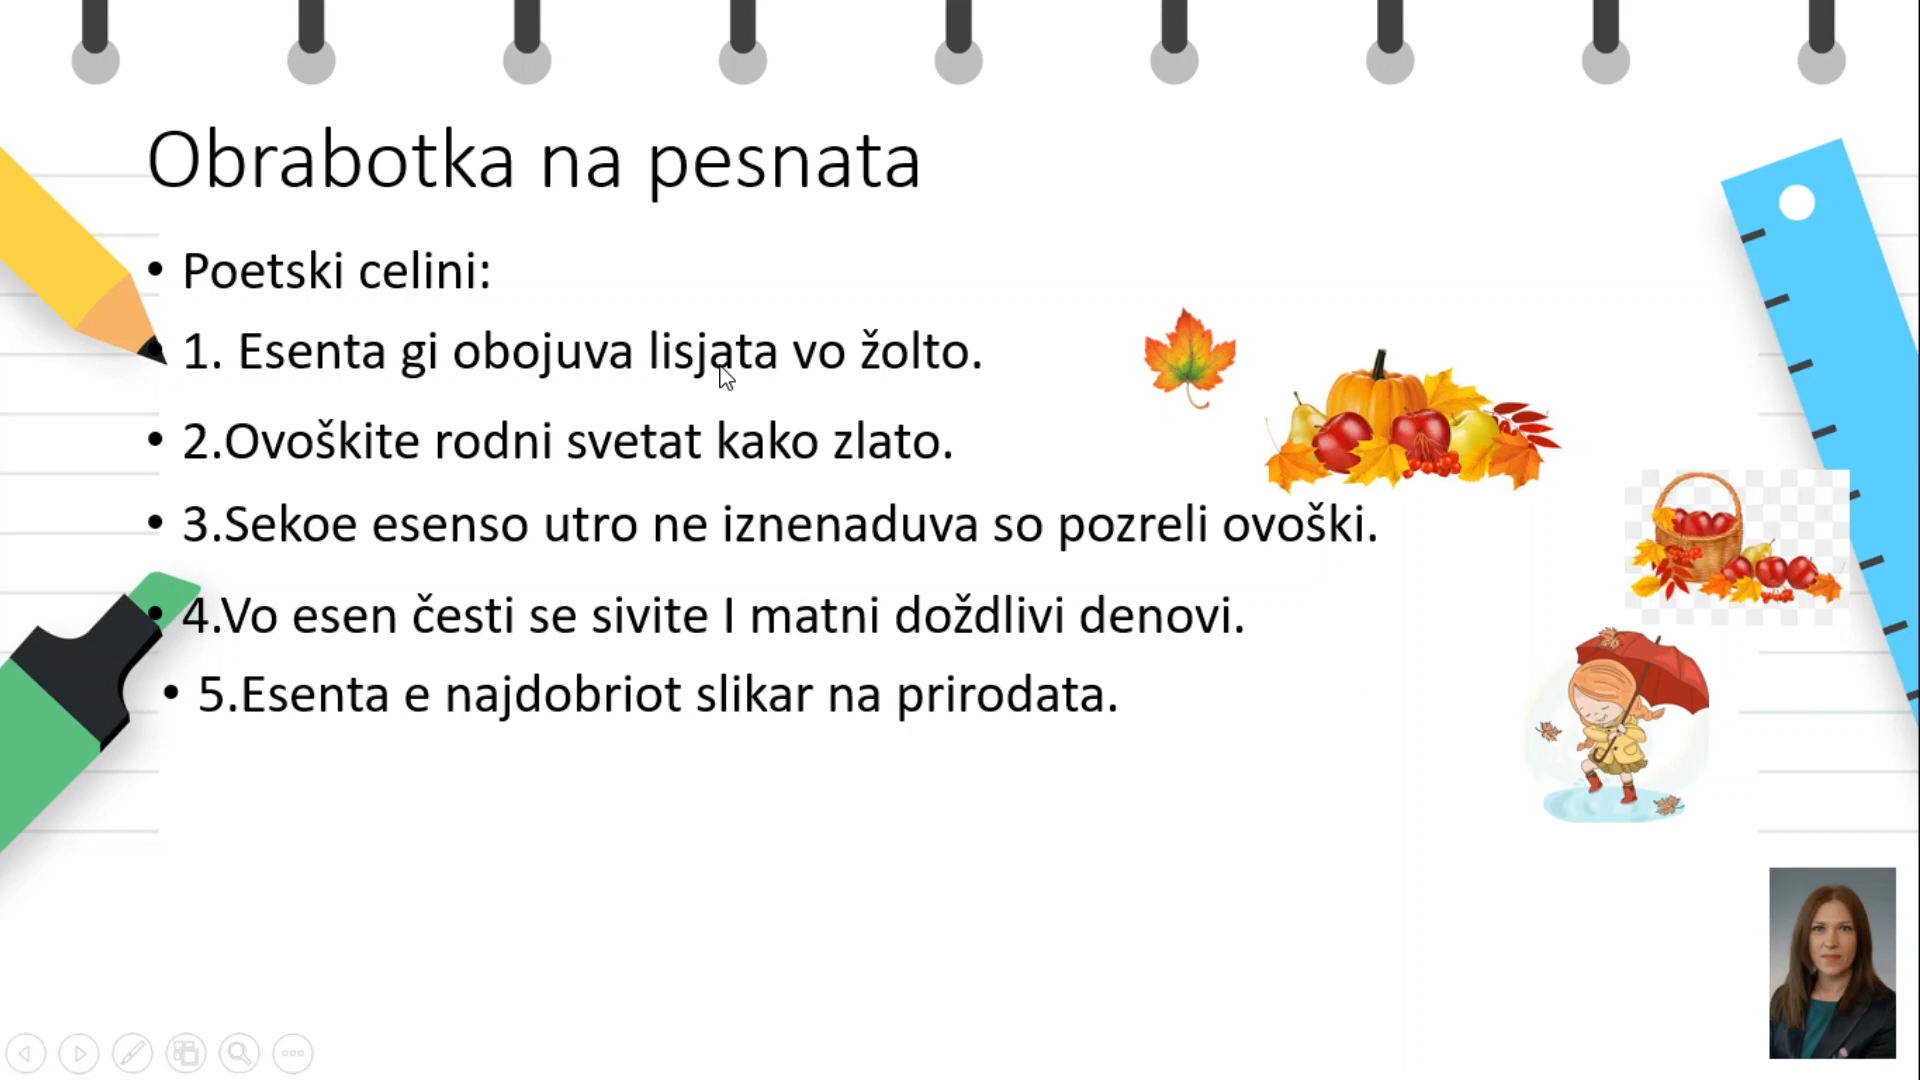 Obrabotka na pesnata
• Poetski celini:
• 1. Esenta gi obojuva lisjata vo žolto.
• 2.Ovoškite rodni svetat kako zlato.
• 3.Sekoe esenso utro ne iznenaduva so pozreli ovoški.
• 4.Vo esen česti se sivite I matni doždlivi denovi.
• 5.Esenta e najdobriot slikar na prirodata.